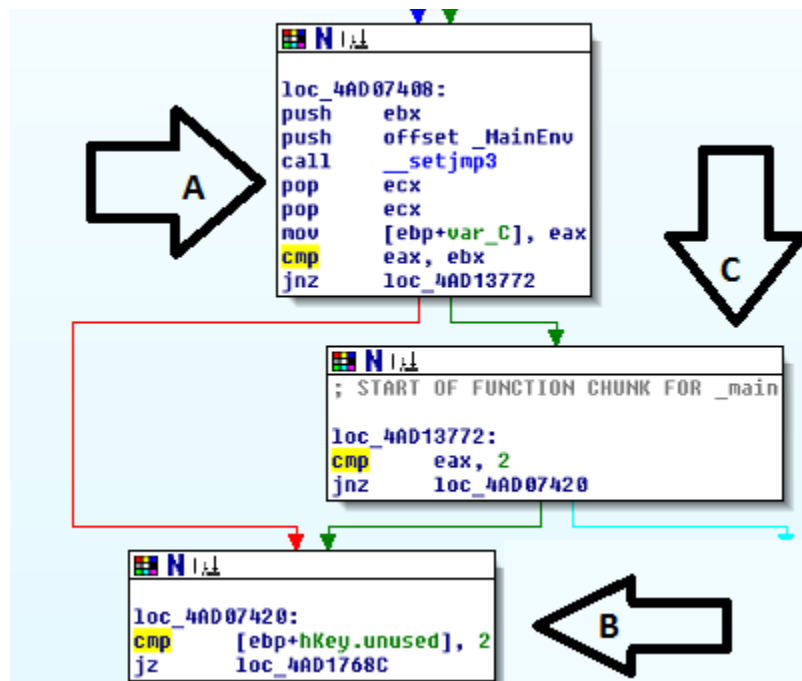 N
loc_4AD07408:
push ebx
push offset _MainEnv
call __setjmp3
pop ecx
pop ecx
mov [ebp+var_C], eax
cmp eax, ebx
jnz loc_4AD13772
A
C
N
; START OF FUNCTION CHUNK FOR _main
loc_4AD13772:
cmp eax, 2
jnz loc_4AD07420
N
loc_4AD07420:
cmp [ebp+hKey.unused], 2
jz loc_4AD1768C
B